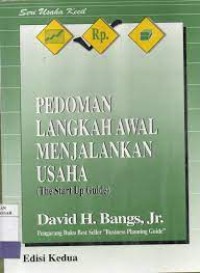 Seri Usaha Kecil
Rp.
PEDOMAN
LANGKAH AWAL
MENJALANKAN
USAHA
(The Start Up Guide)
David H. Bangs, Jr.
Pengarang Buku Best Seller "Business Planning Guide"
Edisi Kedua